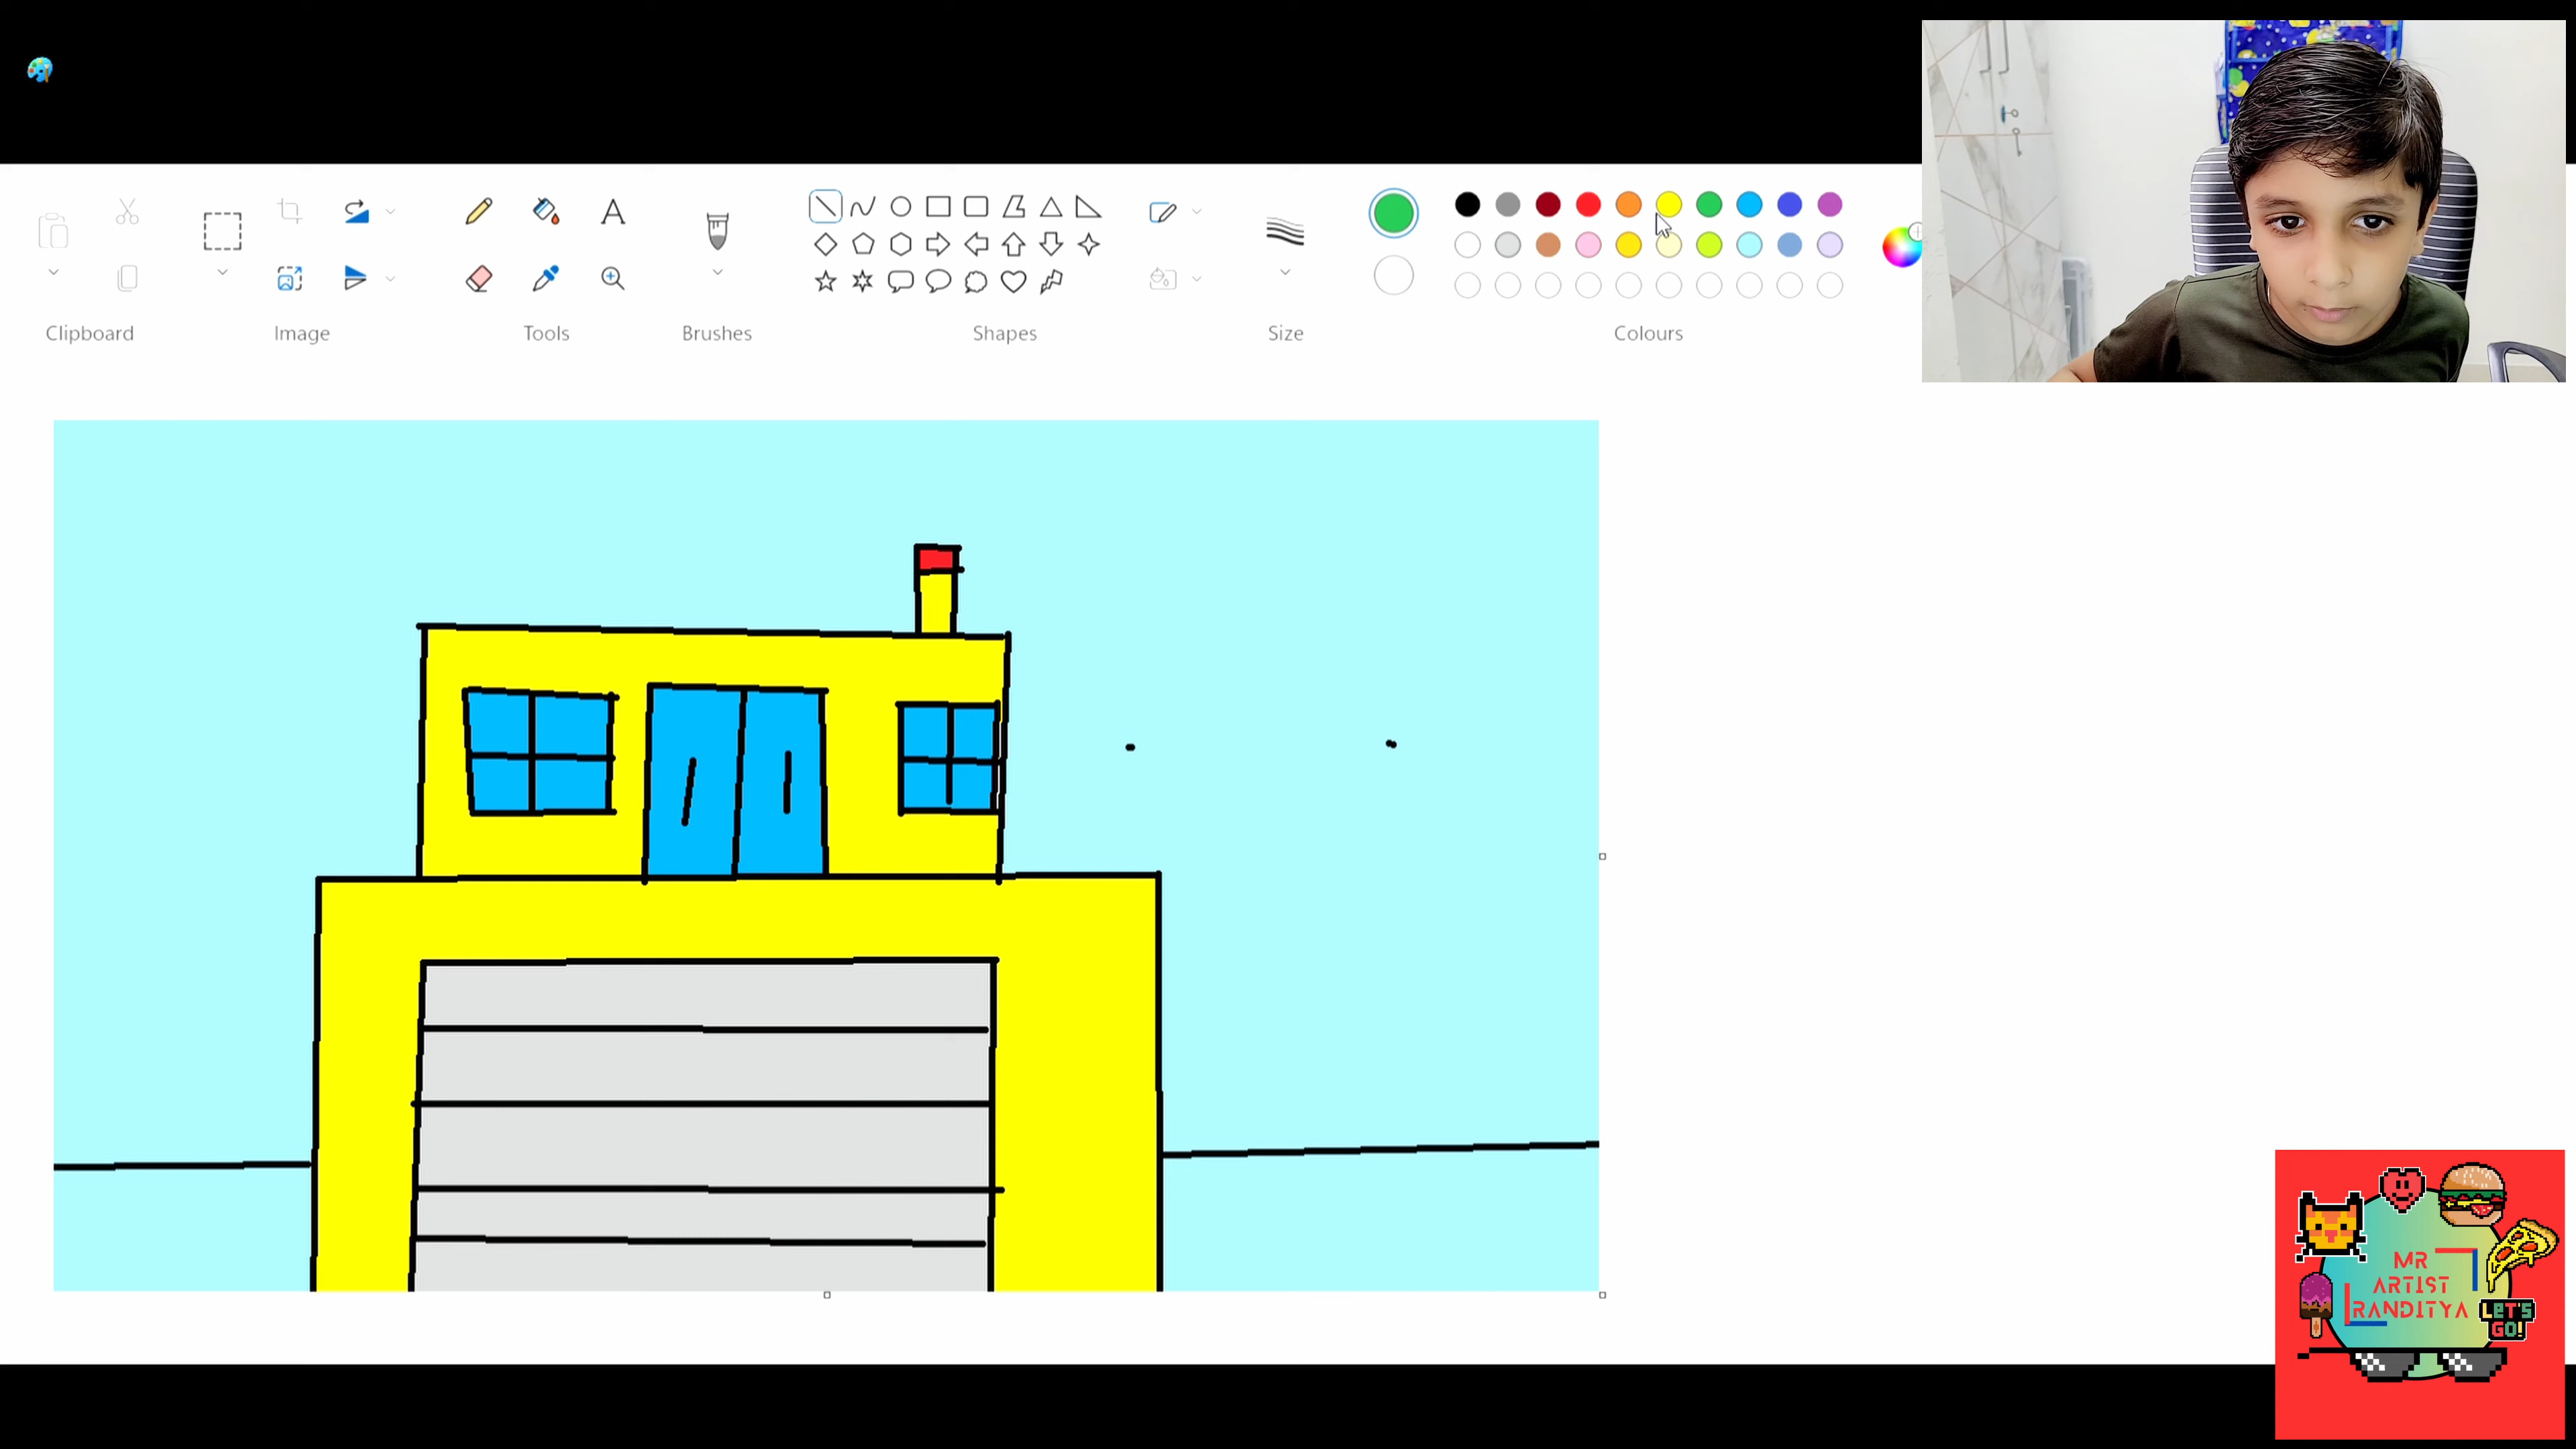 A
Clipboard
Image
Tools
Brushes
Shapes
Size
Colours
MR
ARTIST
RANDITYA
LET'S
GO!